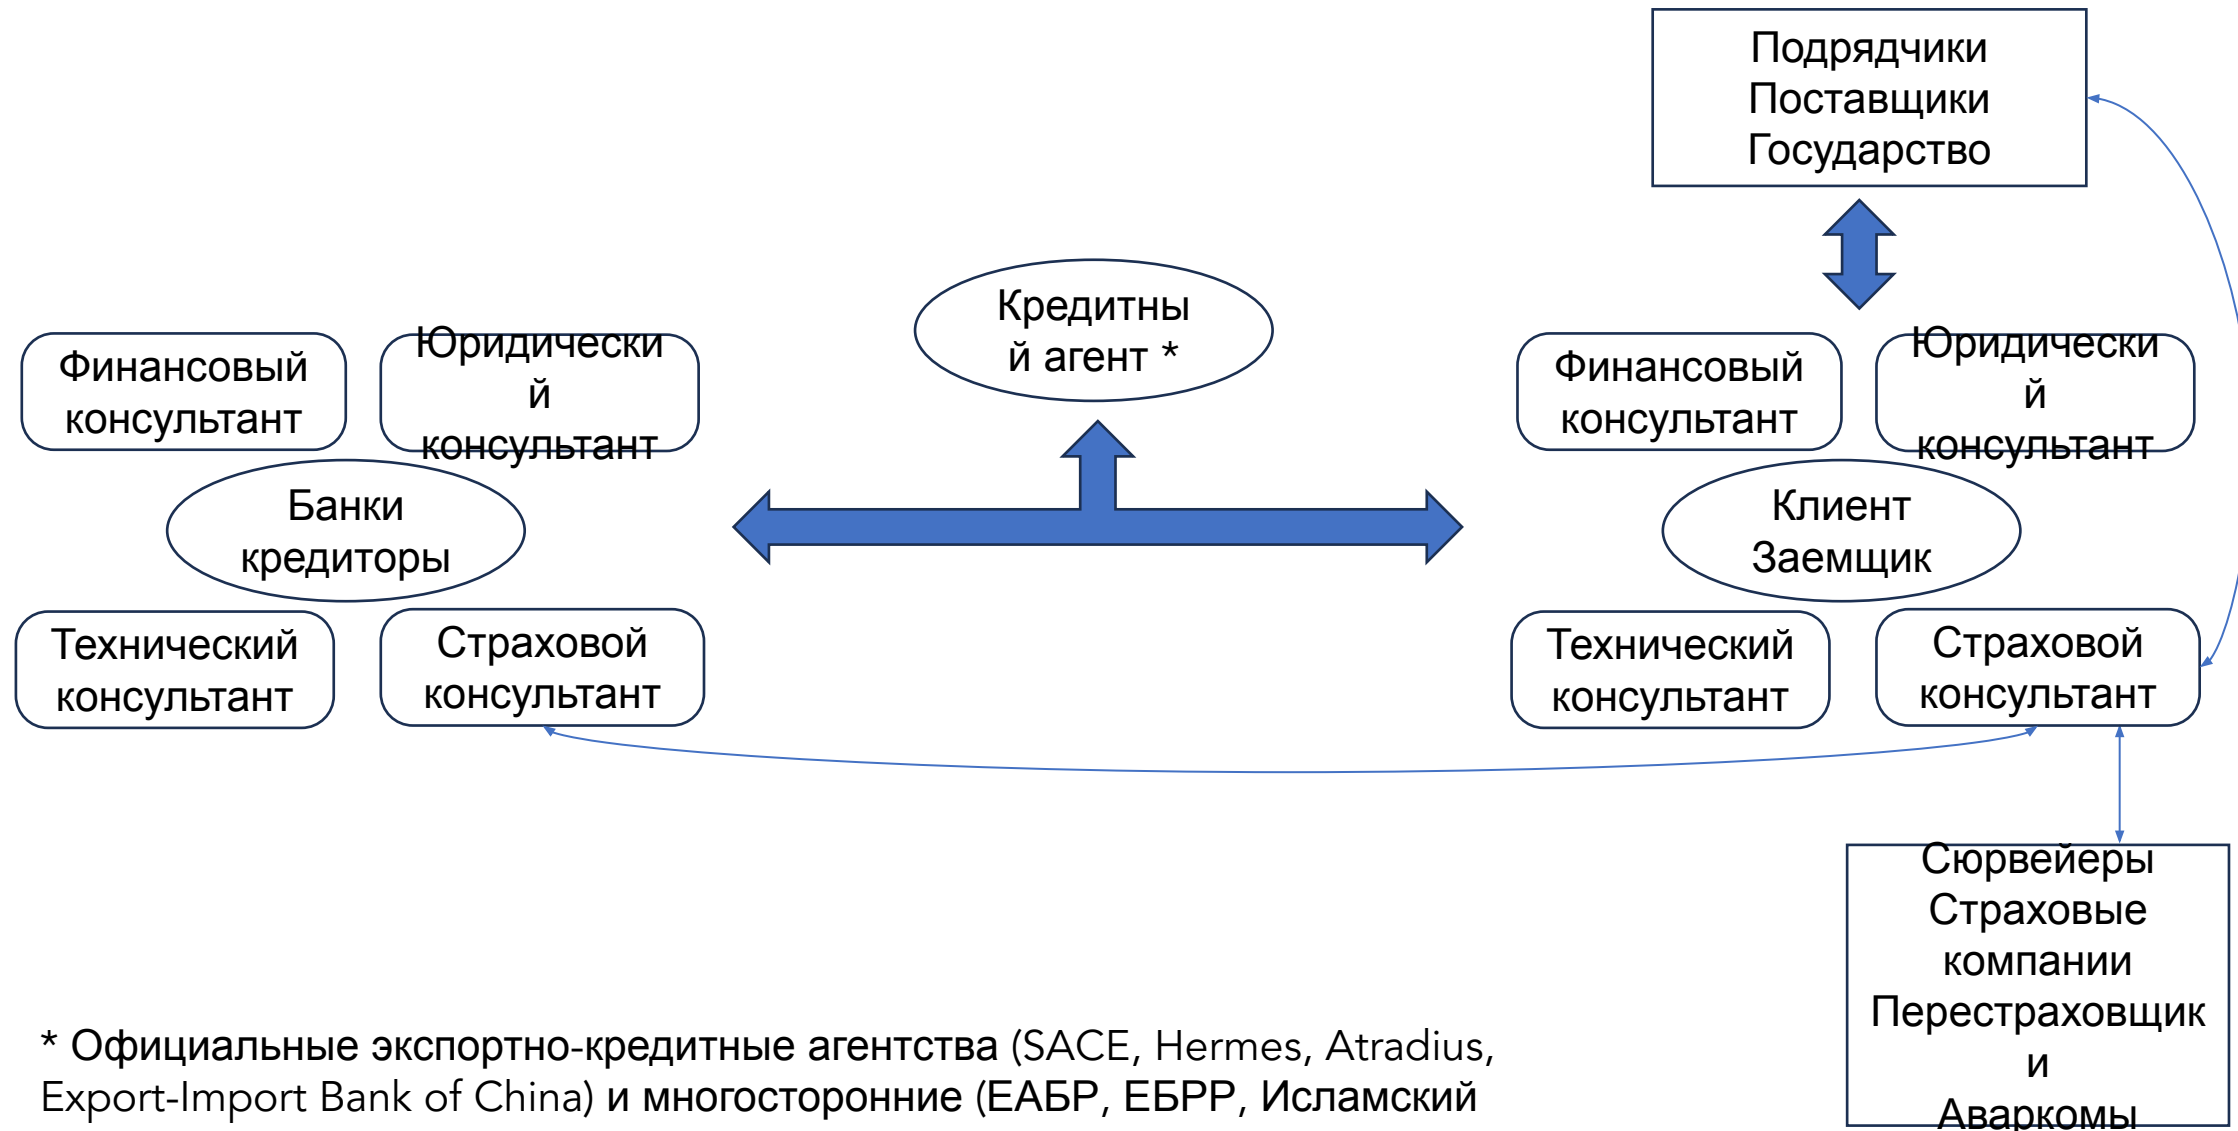 Подрядчики
Поставщики
Государство
Кредитны
й агент *
Финансовый
консультант
Юридически
й
консультант
Банки
кредиторы
Технический
консультант
Страховой
консультант
Финансовый
консультант
Юридически
й
консультант
Клиент
Заемщик
Технический
консультант
Страховой
консультант
Сюрвейеры
Страховые
компании
Перестраховщик
и
Аваркомы
* Официальные экспортно-кредитные агентства (SACE, Hermes, Atradius,
Export-Import Bank of China) и многосторонние (ЕАБР, ЕБРР, Исламский